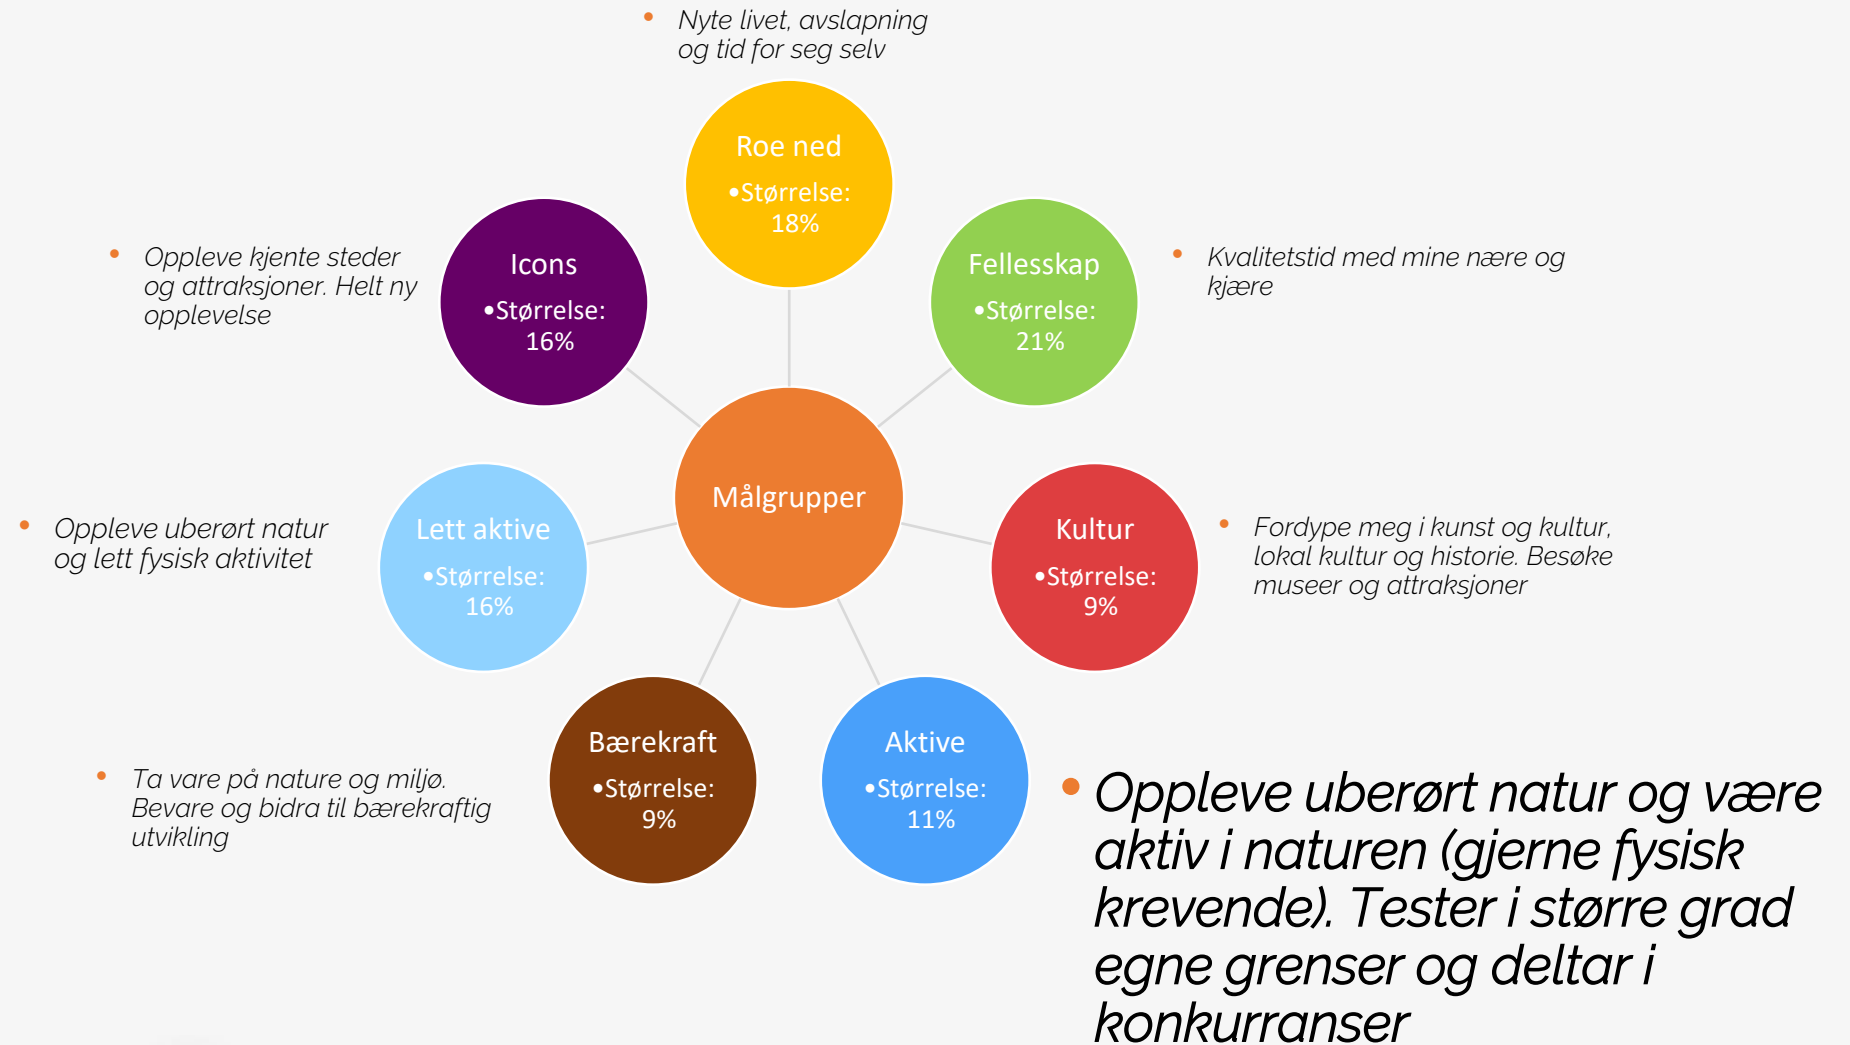 • Nyte livet, avslapning
og tid for seg selv
Roe ned
•Størrelse:
18%
• Oppleve kjente steder
og attraksjoner. Helt ny
opplevelse
Icons
•Størrelse:
16%
Fellesskap
•Størrelse:
21%
• Kvalitetstid med mine nære og
kjære
Målgrupper
• Oppleve uberørt natur
og lett fysisk aktivitet
Lett aktive
•Størrelse:
16%
Kultur
•Størrelse:
9%
• Fordype meg i kunst og kultur,
lokal kultur og historie. Besøke
museer og attraksjoner
• Ta vare på nature og miljø.
Bevare og bidra til bærekraftig
utvikling
Bærekraft
•Størrelse:
9%
Aktive
•Størrelse:
11%
• Oppleve uberørt natur og være
aktiv i naturen (gjerne fysisk
krevende). Tester i større grad
egne grenser og deltar i
konkurranser